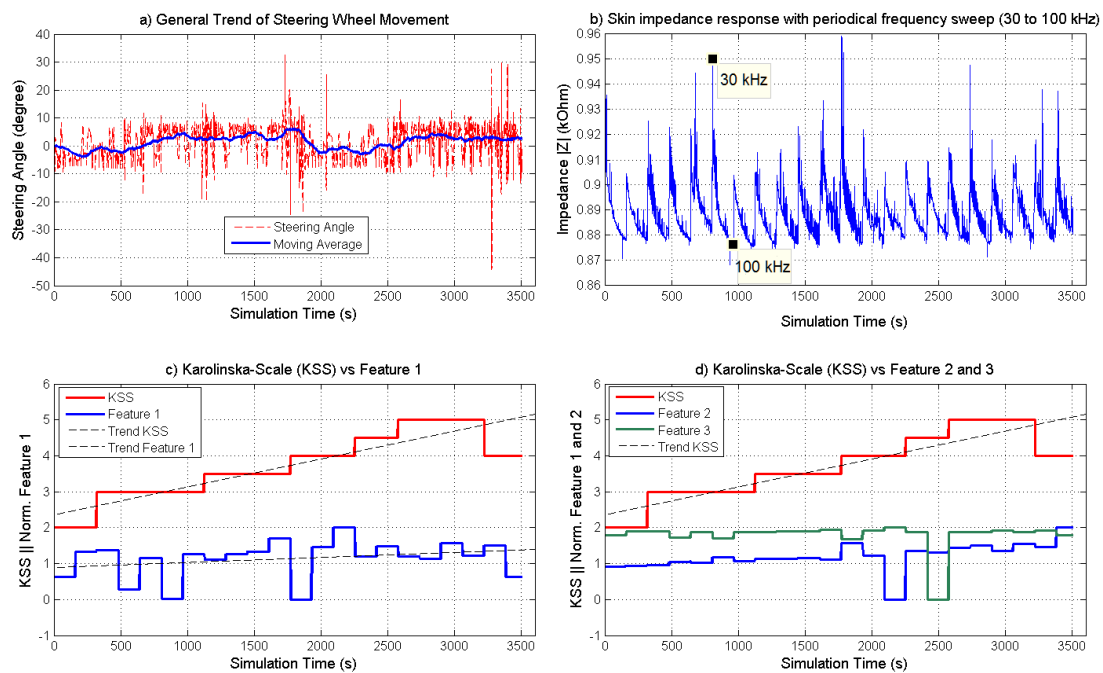 a) General Trend of Steering Wheel Movement
40
30
20
10
0
-10
-20
-30
-40
-50
Steering Angle (degree)
Steering Angle
Moving Average
0 500 1000 1500 2000 2500 3000 3500
Simulation Time (s)
b) Skin impedance response with periodical frequency sweep (30 to 100 kHz)
0.96
0.95
0.94
0.93
0.92
0.91
0.9
0.89
0.88
0.87
0.86
Impedance |Z| (kOhm)
30 kHz
100 kHz
0 500 1000 1500 2000 2500 3000 3500
Simulation Time (s)
c) Karolinska-Scale (KSS) vs Feature 1
6
5
4
3
2
1
0
-1
KSS || Norm. Feature 1
KSS
Feature 1
Trend KSS
Trend Feature 1
0 500 1000 1500 2000 2500 3000 3500
Simulation Time (s)
d) Karolinska-Scale (KSS) vs Feature 2 and 3
6
5
4
3
2
1
0
-1
KSS || Norm. Feature 1 and 2
KSS
Feature 2
Feature 3
Trend KSS
0 500 1000 1500 2000 2500 3000 3500
Simulation Time (s)